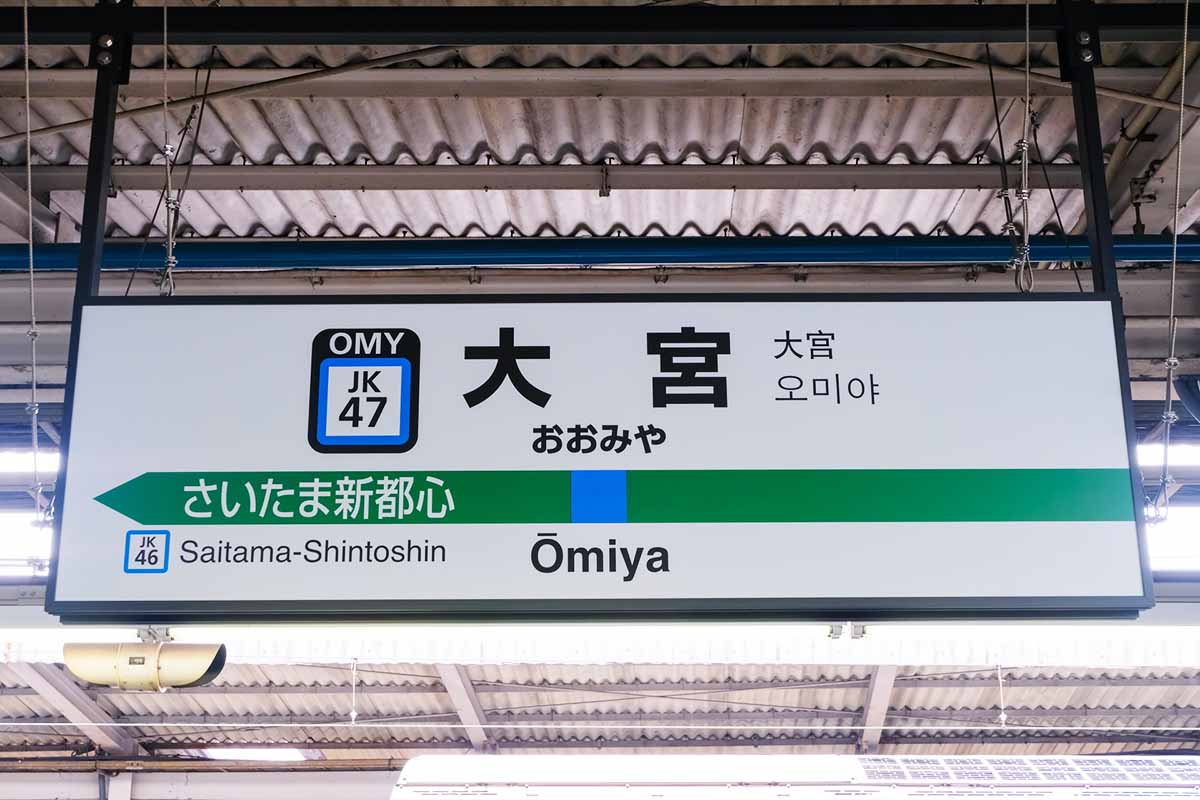 OMY
JK
47
大宮
大宮
오미야
おおみや
さいたま新都心
JK
46
Saitama-Shintoshin
Ōmiya